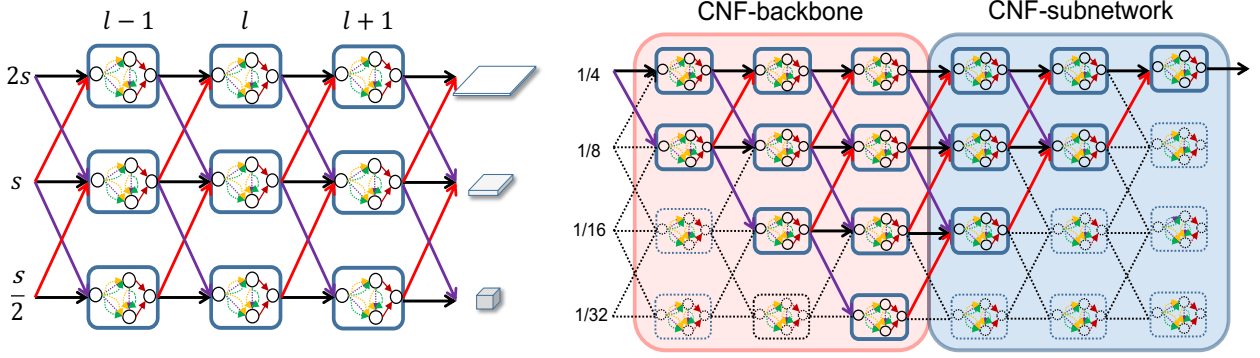 l − 1
l
l + 1
2s
s
s/2
CNF-backbone
CNF-subnetwork
1/4
1/8
1/16
1/32